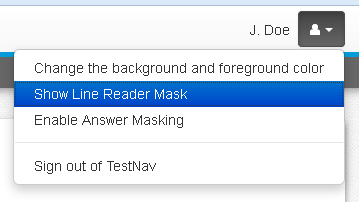 J. Doe
Change the background and foreground color
Show Line Reader Mask
Enable Answer Masking
Sign out of TestNav